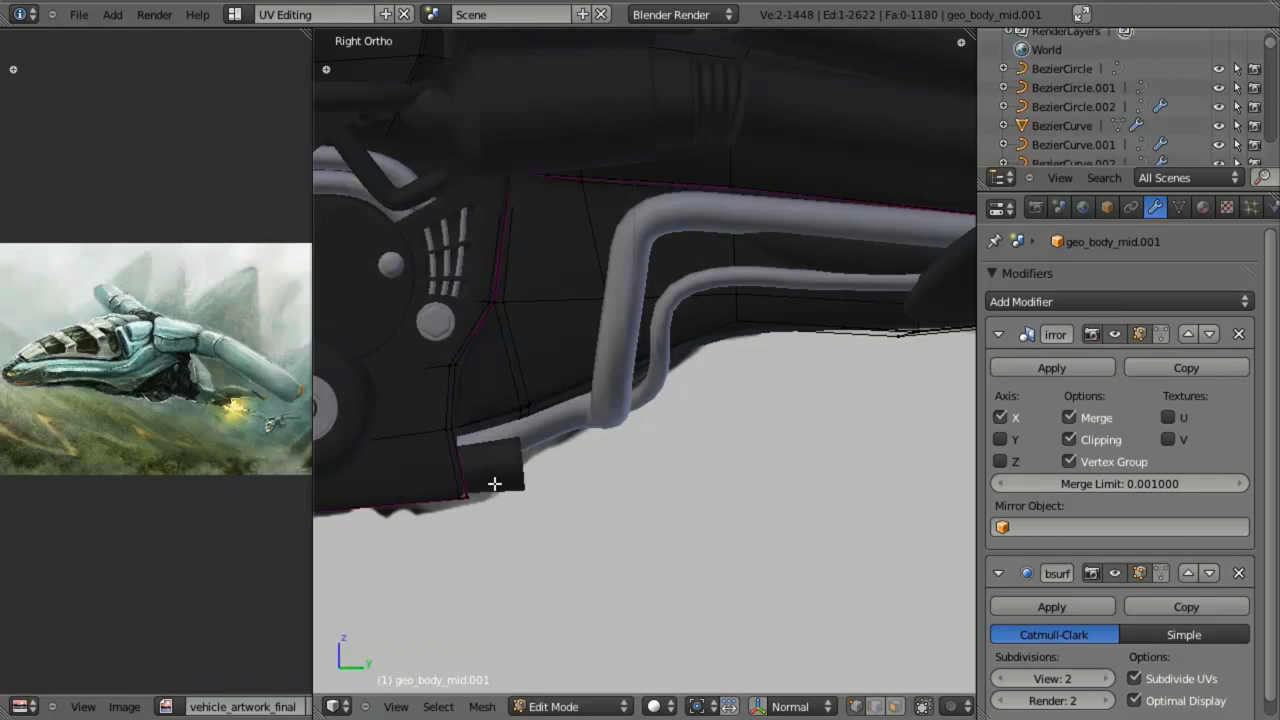 File Add Render Help UV Editing Scene Blender Render Ve:2-1448 | Ed:1-2622 | Fa:0-1180 | geo_body_mid.001
Right Ortho
RenderLayers
World
BezierCircle
BezierCircle.001
BezierCircle.002
BezierCurve
BezierCurve.001
BezierCurve.002
View Search All Scenes
geo_body_mid.001
Modifiers
Add Modifier
irror
Apply Copy
Axis: Options: Textures:
X Merge U
Y Clipping V
Z Vertex Group
Merge Limit: 0.001000
Mirror Object:
bsurf
Apply Copy
Catmull-Clark Simple
Subdivisions: Options:
View: 2 Subdivide UVs
Render: 2 Optimal Display
z
y
(1) geo_body_mid.001
View Image vehicle_artwork_final View Select Mesh Edit Mode Normal